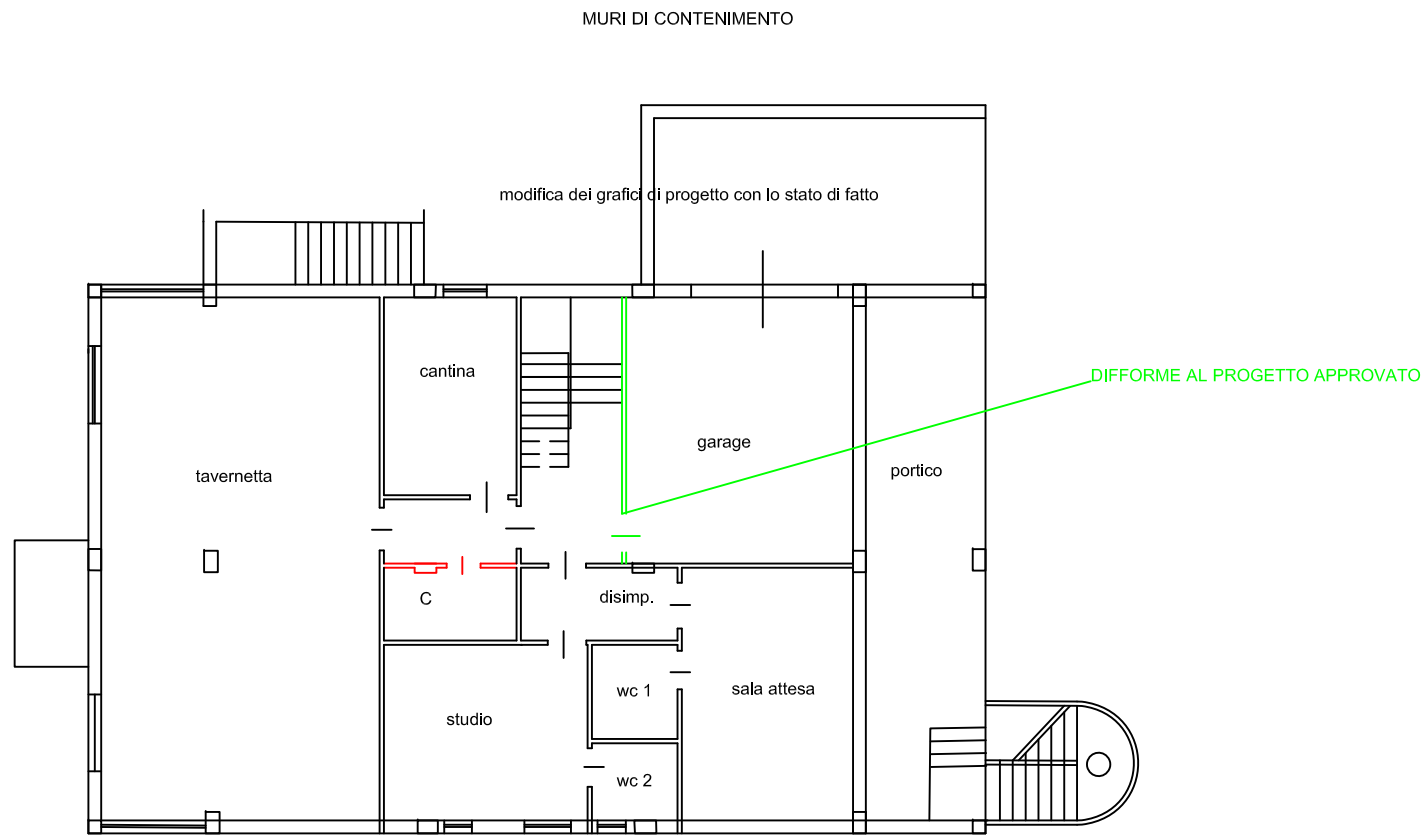 MURI DI CONTENIMENTO
modifica dei grafici di progetto con lo stato di fatto
cantina
DIFFORME AL PROGETTO APPROVATO
garage
portico
tavernetta
C
disimp.
wc 1
sala attesa
studio
wc 2